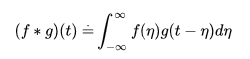 (f * g)(t) ≐ ∫_{-∞}^{∞} f(η)g(t − η)dη